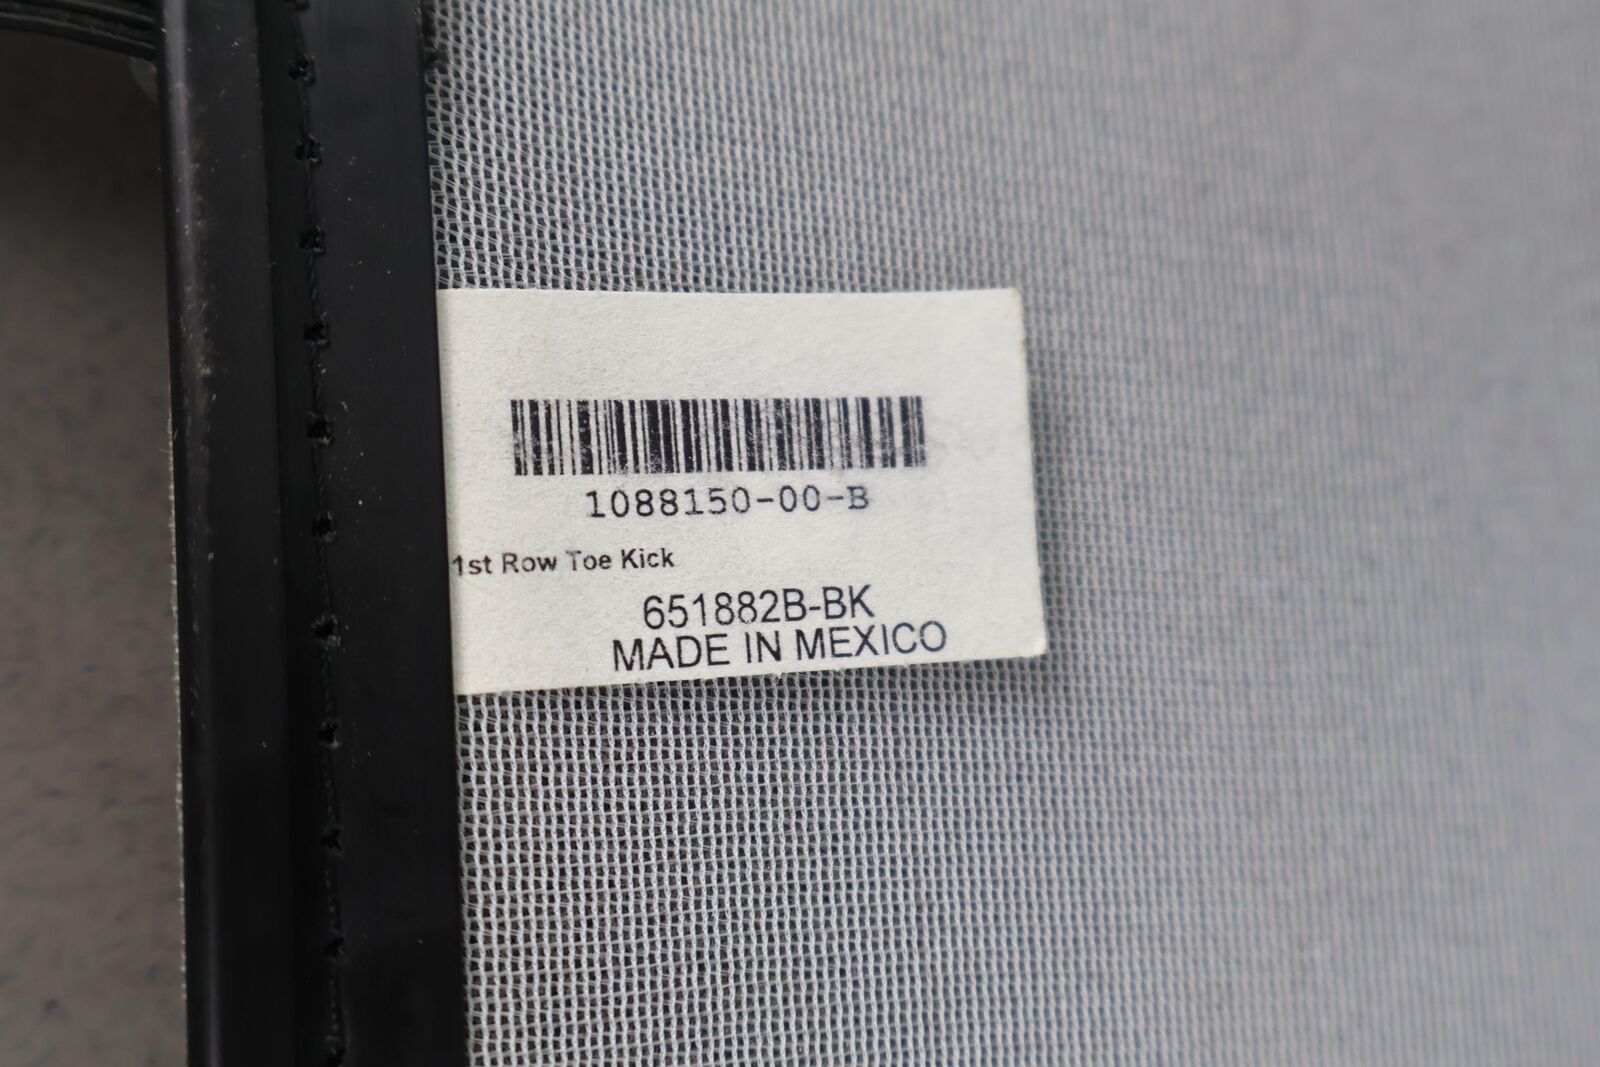 1088150-00-B
1st Row Toe Kick
651882B-BK
MADE IN MEXICO